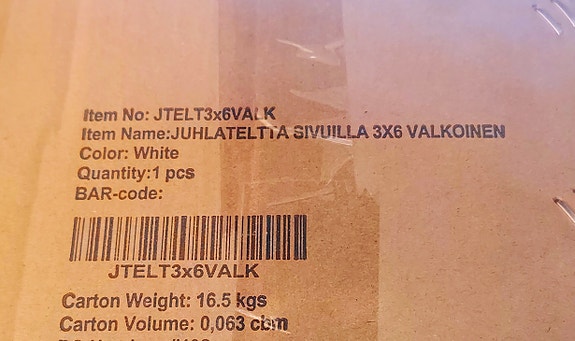 Item No: JTELT3x6VALK
Item Name:JUHLATELTTA SIVUILLA 3X6 VALKOINEN
Color: White
Quantity:1 pcs
BAR-code:
JTELT3x6VALK
Carton Weight: 16.5 kgs
Carton Volume: 0,063 cbm